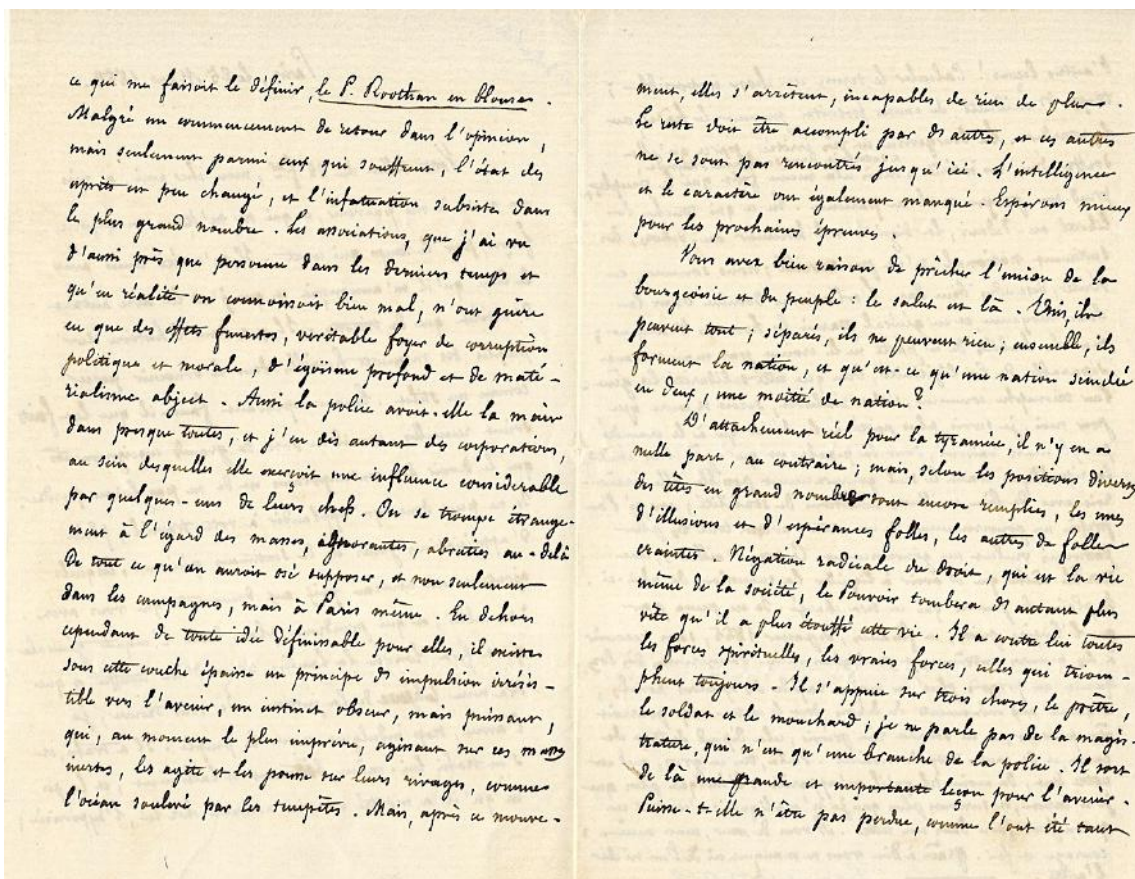 ce qui me faisoit le définir, le P. Roothan en blouse.
Malgré un commencement de retour dans l'opinion,
mais seulement parmi ceux qui souffrent, l'état des
esprits est peu changé, et l'infatuation subsiste dans
le plus grand nombre. Les associations, que j'ai vu
d'aussi près que personne dans les derniers temps et
qu'en réalité on connoissoit bien mal, n'ont guère
eu que des effets funestes, veritable foyer de corruption
politique et morale, d'égoïsme profond et de maté-
rialisme abject. Aussi la police avoit-elle la main
dans presque toutes, et j'en dis autant des corporations,
au sein desquelles elle exerçoit une influence considerable
par quelques-uns de leurs chefs. On se trompe étrange-
ment à l'égard des masses, ignorantes, abruties au-delà
De tout ce qu'on auroit osé supposer, et non seulement
dans les campagnes, mais à Paris même. En dehors
cependant de toute idée définissable pour elles, il existe
sous cette couche épaisse un principe d'impulsion irrésis-
tible vers l'avenir, un instinct obscur, mais puissant,
qui, au moment le plus imprévu, agissant sur ces masses
inertes, les agite et les pousse sur leurs rivages, comme
l'océan soulevé par les tempêtes. Mais, après ce mouve-
ment, elles s'arrêtent, incapables de rien de plus.
Le reste doit être accompli par d'autres, et ces autres
ne se sont pas rencontrés jusqu'ici. L'intelligence
et le caractère ont également manqué. Espérons mieux
pour les prochaines épreuves.
Vous avez bien raison de prêcher l'union de la
bourgeoisie et du peuple : le salut est là. Unis, ils
peuvent tout ; séparés, ils ne peuvent rien ; ensemble, ils
forment la nation, et qu'est-ce qu'une nation scindée
en deux, une moitié de nation ?
D'attachement réel pour la tyrannie, il n'y en a
nulle part, au contraire ; mais, selon les positions diverses
des têtes en grand nombre sont encore remplies, les unes
d'illusions et d'espérances folles, les autres de folles
craintes. Négation radicale du droit, qui est la vie
même de la société, le Pouvoir tombera d'autant plus
vîte qu'il a plus étouffé cette vie. Il a contre lui toutes
les forces spirituelles, les vraies forces, celles qui triom-
phent toujours. Il s'appuie sur trois choses, le prêtre,
le soldat et le mouchard ; je ne parle pas de la magis-
trature, qui n'est qu'une branche de la police. Il sort
de là une grande et importante leçon pour l'avenir.
Puisse-t-elle n'être pas perdue, comme l'ont été tant